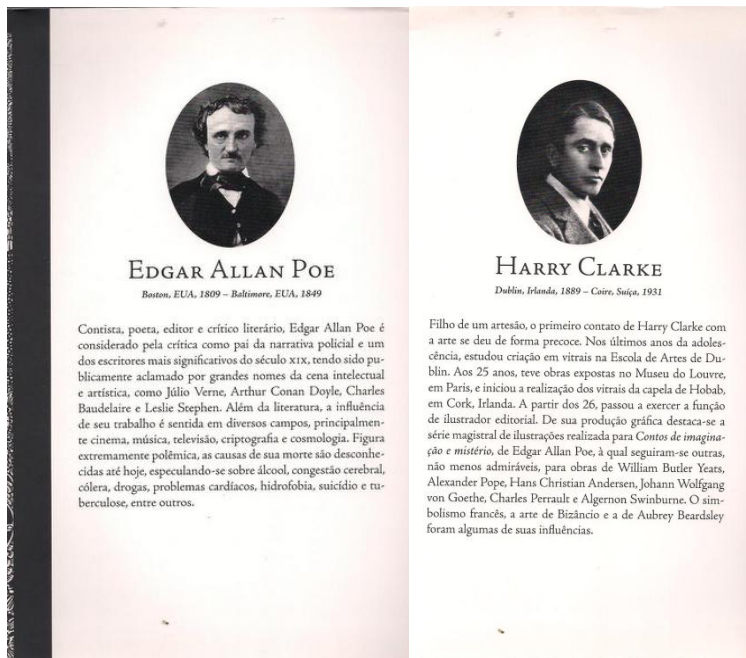 EDGAR ALLAN POE
Boston, EUA, 1809 – Baltimore, EUA, 1849
Contista, poeta, editor e crítico literário, Edgar Allan Poe é
considerado pela crítica como pai da narrativa policial e um
dos escritores mais significativos do século XIX, tendo sido pu-
blicamente aclamado por grandes nomes da cena intelectual
e artística, como Júlio Verne, Arthur Conan Doyle, Charles
Baudelaire e Leslie Stephen. Além da literatura, a influência
de seu trabalho é sentida em diversos campos, principalmen-
te cinema, música, televisão, criptografia e cosmologia. Figura
extremamente polêmica, as causas de sua morte são desconhe-
cidas até hoje, especulando-se sobre álcool, congestão cerebral,
cólera, drogas, problemas cardíacos, hidrofobia, suicídio e tu-
berculose, entre outros.
HARRY CLARKE
Dublin, Irlanda, 1889 – Coire, Suíça, 1931
Filho de um artesão, o primeiro contato de Harry Clarke com
a arte se deu de forma precoce. Nos últimos anos da adoles-
cência, estudou criação em vitrais na Escola de Artes de Du-
blin. Aos 25 anos, teve obras expostas no Museu do Louvre,
em Paris, e iniciou a realização dos vitrais da capela de Hobab,
em Cork, Irlanda. A partir dos 26, passou a exercer a função
de ilustrador editorial. De sua produção gráfica destaca-se a
série magistral de ilustrações realizada para Contos de imagina-
ção e mistério, de Edgar Allan Poe, à qual seguiram-se outras,
não menos admiráveis, para obras de William Butler Yeats,
Alexander Pope, Hans Christian Andersen, Johann Wolfgang
von Goethe, Charles Perrault e Algernon Swinburne. O sim-
bolismo francês, a arte de Bizâncio e a de Aubrey Beardsley
foram algumas de suas influências.